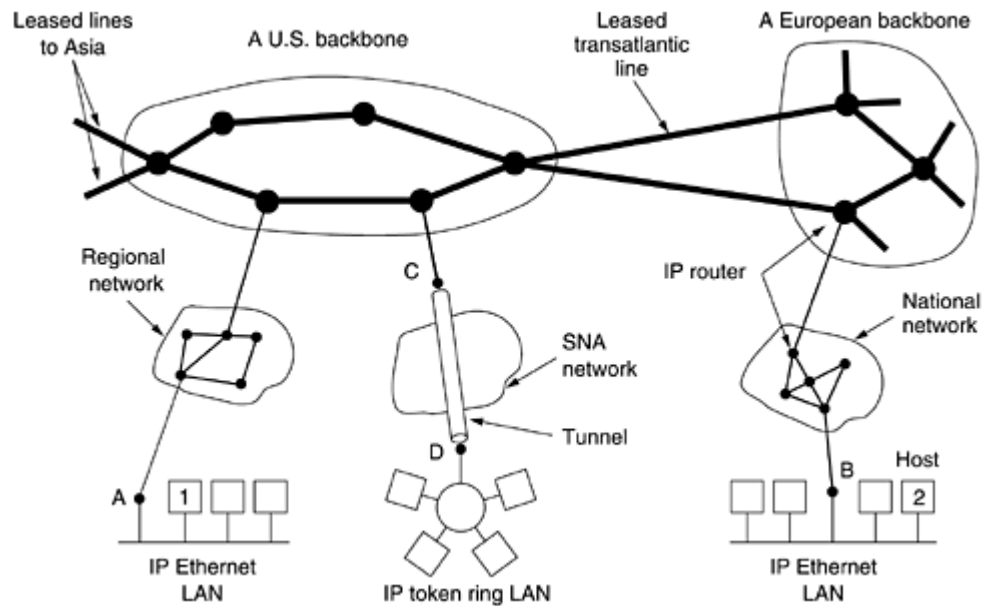 Leased lines
to Asia
A U.S. backbone
Leased
transatlantic
line
A European backbone
Regional
network
C
SNA
network
Tunnel
D
IP router
National
network
A
1
IP Ethernet
LAN
IP token ring LAN
B
Host
2
IP Ethernet
LAN